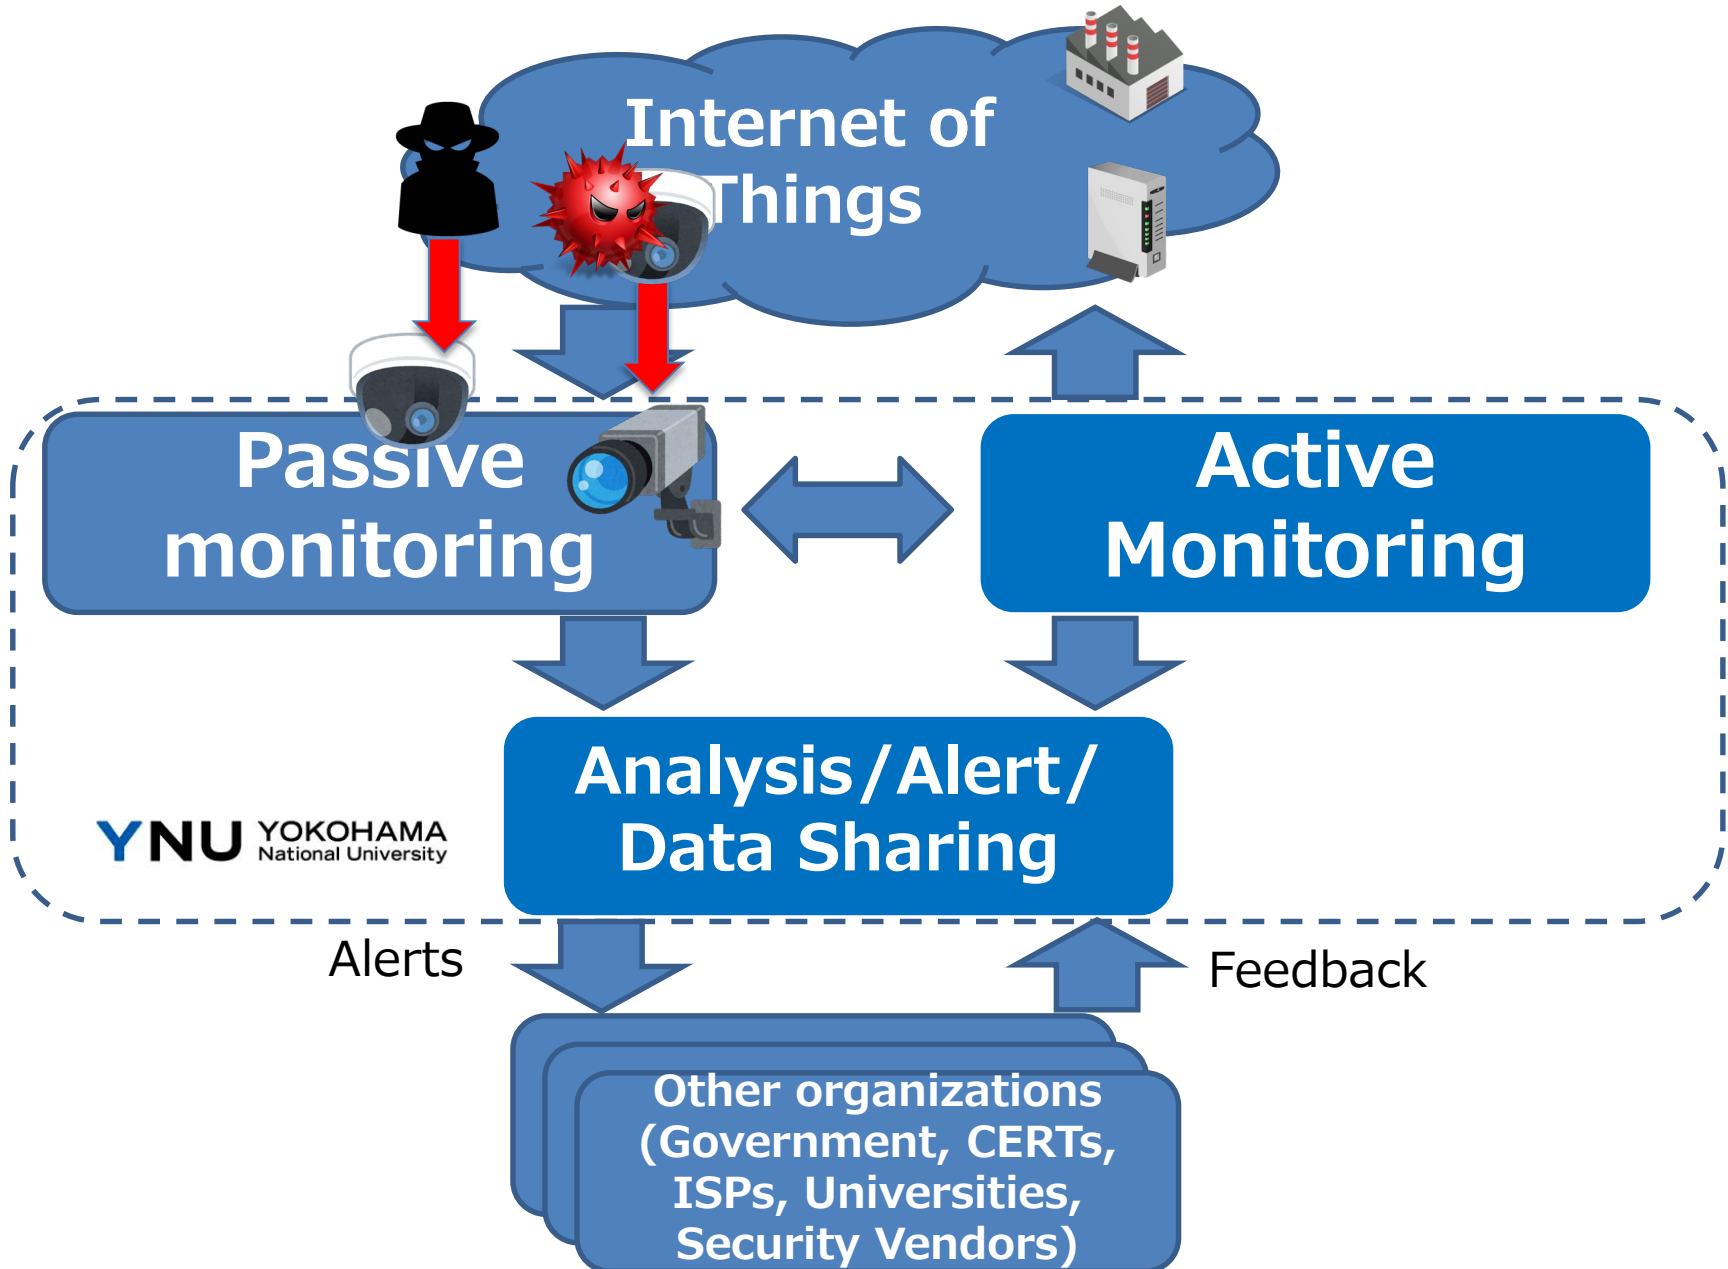 Internet of
Things
Passive
monitoring
Active
Monitoring
Analysis/Alert/
Data Sharing
YNU YOKOHAMA
National University
Alerts
Feedback
Other organizations
(Government, CERTs,
ISPs, Universities,
Security Vendors)